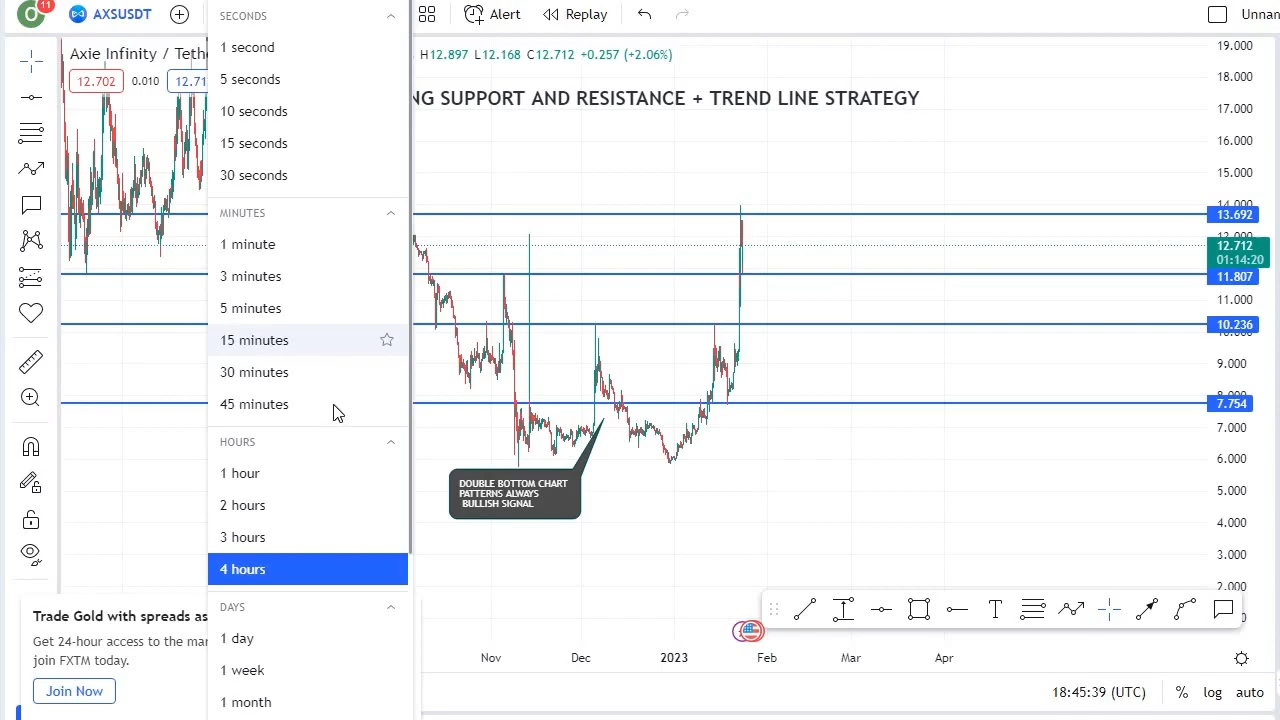 11
AXSUSDT
Alert
Replay
Unnan
Axie Infinity / Teth
H12.897 L12.168 C12.712 +0.257 (+2.06%)
12.702
0.010
12.71
NG SUPPORT AND RESISTANCE + TREND LINE STRATEGY
SECONDS
1 second
5 seconds
10 seconds
15 seconds
30 seconds
MINUTES
1 minute
3 minutes
5 minutes
15 minutes
30 minutes
45 minutes
HOURS
1 hour
2 hours
3 hours
4 hours
DAYS
1 day
1 week
1 month
DOUBLE BOTTOM CHART
PATTERNS ALWAYS
BULLISH SIGNAL
19.000
18.000
17.000
16.000
15.000
14.000
13.692
12.712
01:14:20
11.807
11.000
10.236
9.000
7.754
7.000
6.000
5.000
4.000
3.000
2.000
Trade Gold with spreads as
Get 24-hour access to the mar
join FXTM today.
Join Now
Nov
Dec
2023
Feb
Mar
Apr
18:45:39 (UTC)
%
log
auto